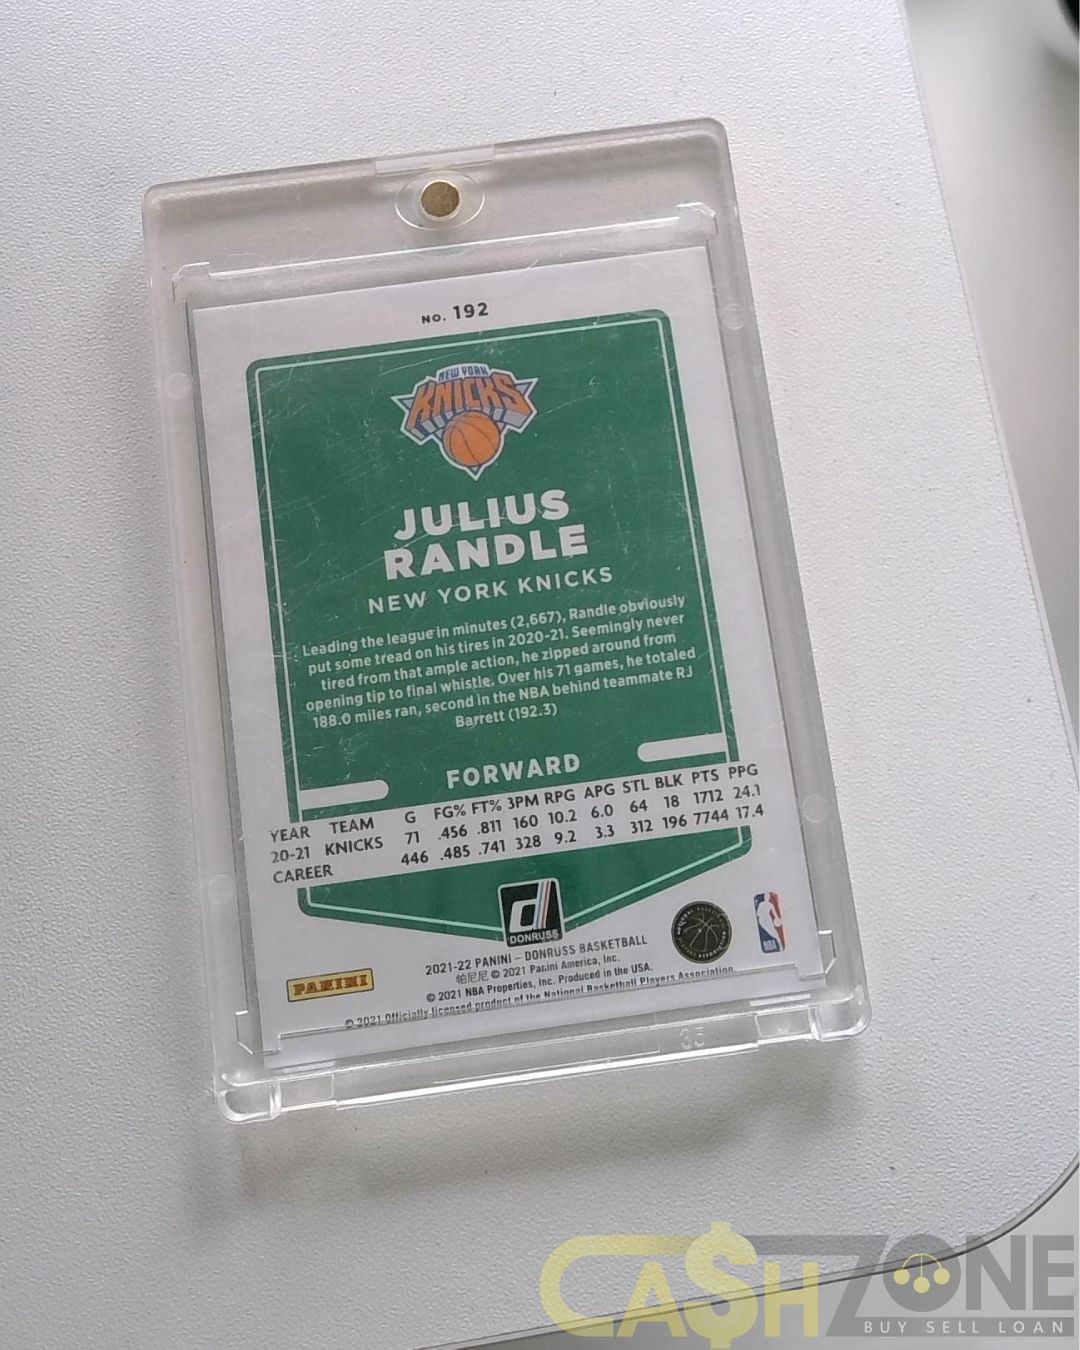 No. 192
NEW YORK
KNICKS
JULIUS
RANDLE
NEW YORK KNICKS
Leading the league in minutes (2,667), Randle obviously
put some tread on his tires in 2020-21. Seemingly never
tired from that ample action, he zipped around from
opening tip to final whistle. Over his 71 games, he totaled
188.0 miles ran, second in the NBA behind teammate RJ
Barrett (192.3)
FORWARD
YEAR TEAM G FG% FT% 3PM RPG APG STL BLK PTS PPG
20-21 KNICKS 71 .456 .811 160 10.2 6.0 64 18 1712 24.1
CAREER 446 .485 .741 328 9.2 3.3 312 196 7744 17.4
d
DONRUSS
PANINI
NBA
2021-22 PANINI – DONRUSS BASKETBALL
帕尼尼 © 2021 Panini America, Inc.
© 2021 NBA Properties, Inc. Produced in the USA.
© 2021 Officially licensed product of the National Basketball Players Association
35
CA$HZONE
BUY SELL LOAN